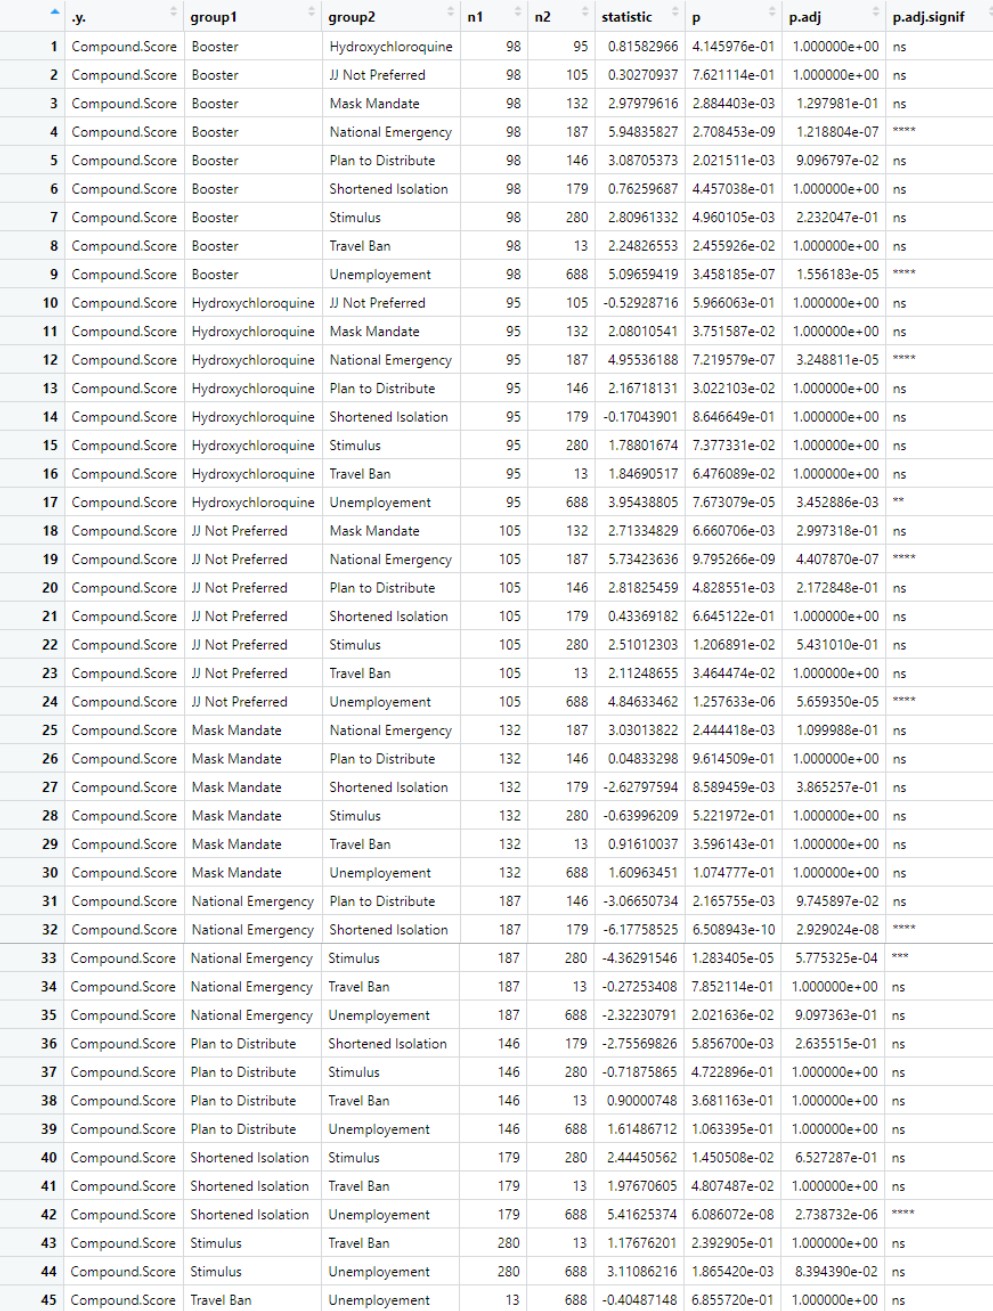 .y. group1 group2 n1 n2 statistic p p.adj p.adj.signif
1 Compound.Score Booster Hydroxychloroquine 98 95 0.81582966 4.145976e-01 1.000000e+00 ns
2 Compound.Score Booster JJ Not Preferred 98 105 0.30270937 7.621114e-01 1.000000e+00 ns
3 Compound.Score Booster Mask Mandate 98 132 2.97979616 2.884403e-03 1.297981e-01 ns
4 Compound.Score Booster National Emergency 98 187 5.94835827 2.708453e-09 1.218804e-07 ****
5 Compound.Score Booster Plan to Distribute 98 146 3.08705373 2.021511e-03 9.096797e-02 ns
6 Compound.Score Booster Shortened Isolation 98 179 0.76259687 4.457038e-01 1.000000e+00 ns
7 Compound.Score Booster Stimulus 98 280 2.80961332 4.960105e-03 2.232047e-01 ns
8 Compound.Score Booster Travel Ban 98 13 2.24826553 2.455926e-02 1.000000e+00 ns
9 Compound.Score Booster Unemployement 98 688 5.09659419 3.458185e-07 1.556183e-05 ****
10 Compound.Score Hydroxychloroquine JJ Not Preferred 95 105 -0.52928716 5.966063e-01 1.000000e+00 ns
11 Compound.Score Hydroxychloroquine Mask Mandate 95 132 2.08010541 3.751587e-02 1.000000e+00 ns
12 Compound.Score Hydroxychloroquine National Emergency 95 187 4.95536188 7.219579e-07 3.248811e-05 ****
13 Compound.Score Hydroxychloroquine Plan to Distribute 95 146 2.16718131 3.022103e-02 1.000000e+00 ns
14 Compound.Score Hydroxychloroquine Shortened Isolation 95 179 -0.17043901 8.646649e-01 1.000000e+00 ns
15 Compound.Score Hydroxychloroquine Stimulus 95 280 1.78801674 7.377331e-02 1.000000e+00 ns
16 Compound.Score Hydroxychloroquine Travel Ban 95 13 1.84690517 6.476089e-02 1.000000e+00 ns
17 Compound.Score Hydroxychloroquine Unemployement 95 688 3.95438805 7.673079e-05 3.452886e-03 **
18 Compound.Score JJ Not Preferred Mask Mandate 105 132 2.71334829 6.660706e-03 2.997318e-01 ns
19 Compound.Score JJ Not Preferred National Emergency 105 187 5.73423636 9.795266e-09 4.407870e-07 ****
20 Compound.Score JJ Not Preferred Plan to Distribute 105 146 2.81825459 4.828551e-03 2.172848e-01 ns
21 Compound.Score JJ Not Preferred Shortened Isolation 105 179 0.43369182 6.645122e-01 1.000000e+00 ns
22 Compound.Score JJ Not Preferred Stimulus 105 280 2.51012303 1.206891e-02 5.431010e-01 ns
23 Compound.Score JJ Not Preferred Travel Ban 105 13 2.11248655 3.464474e-02 1.000000e+00 ns
24 Compound.Score JJ Not Preferred Unemployement 105 688 4.84633462 1.257633e-06 5.659350e-05 ****
25 Compound.Score Mask Mandate National Emergency 132 187 3.03013822 2.444418e-03 1.099988e-01 ns
26 Compound.Score Mask Mandate Plan to Distribute 132 146 0.04833298 9.614509e-01 1.000000e+00 ns
27 Compound.Score Mask Mandate Shortened Isolation 132 179 -2.62797594 8.589459e-03 3.865257e-01 ns
28 Compound.Score Mask Mandate Stimulus 132 280 -0.63996209 5.221972e-01 1.000000e+00 ns
29 Compound.Score Mask Mandate Travel Ban 132 13 0.91610037 3.596143e-01 1.000000e+00 ns
30 Compound.Score Mask Mandate Unemployement 132 688 1.60963451 1.074777e-01 1.000000e+00 ns
31 Compound.Score National Emergency Plan to Distribute 187 146 -3.06650734 2.165755e-03 9.745897e-02 ns
32 Compound.Score National Emergency Shortened Isolation 187 179 -6.17758525 6.508943e-10 2.929024e-08 ****
33 Compound.Score National Emergency Stimulus 187 280 -4.36291546 1.283405e-05 5.775325e-04 ***
34 Compound.Score National Emergency Travel Ban 187 13 -0.27253408 7.852114e-01 1.000000e+00 ns
35 Compound.Score National Emergency Unemployement 187 688 -2.32230791 2.021636e-02 9.097363e-01 ns
36 Compound.Score Plan to Distribute Shortened Isolation 146 179 -2.75569826 5.856700e-03 2.635515e-01 ns
37 Compound.Score Plan to Distribute Stimulus 146 280 -0.71875865 4.722896e-01 1.000000e+00 ns
38 Compound.Score Plan to Distribute Travel Ban 146 13 0.90000748 3.681163e-01 1.000000e+00 ns
39 Compound.Score Plan to Distribute Unemployement 146 688 1.61486712 1.063395e-01 1.000000e+00 ns
40 Compound.Score Shortened Isolation Stimulus 179 280 2.44450562 1.450508e-02 6.527287e-01 ns
41 Compound.Score Shortened Isolation Travel Ban 179 13 1.97670605 4.807487e-02 1.000000e+00 ns
42 Compound.Score Shortened Isolation Unemployement 179 688 5.41625374 6.086072e-08 2.738732e-06 ****
43 Compound.Score Stimulus Travel Ban 280 13 1.17676201 2.392905e-01 1.000000e+00 ns
44 Compound.Score Stimulus Unemployement 280 688 3.11086216 1.865420e-03 8.394390e-02 ns
45 Compound.Score Travel Ban Unemployement 13 688 -0.40487148 6.855720e-01 1.000000e+00 ns